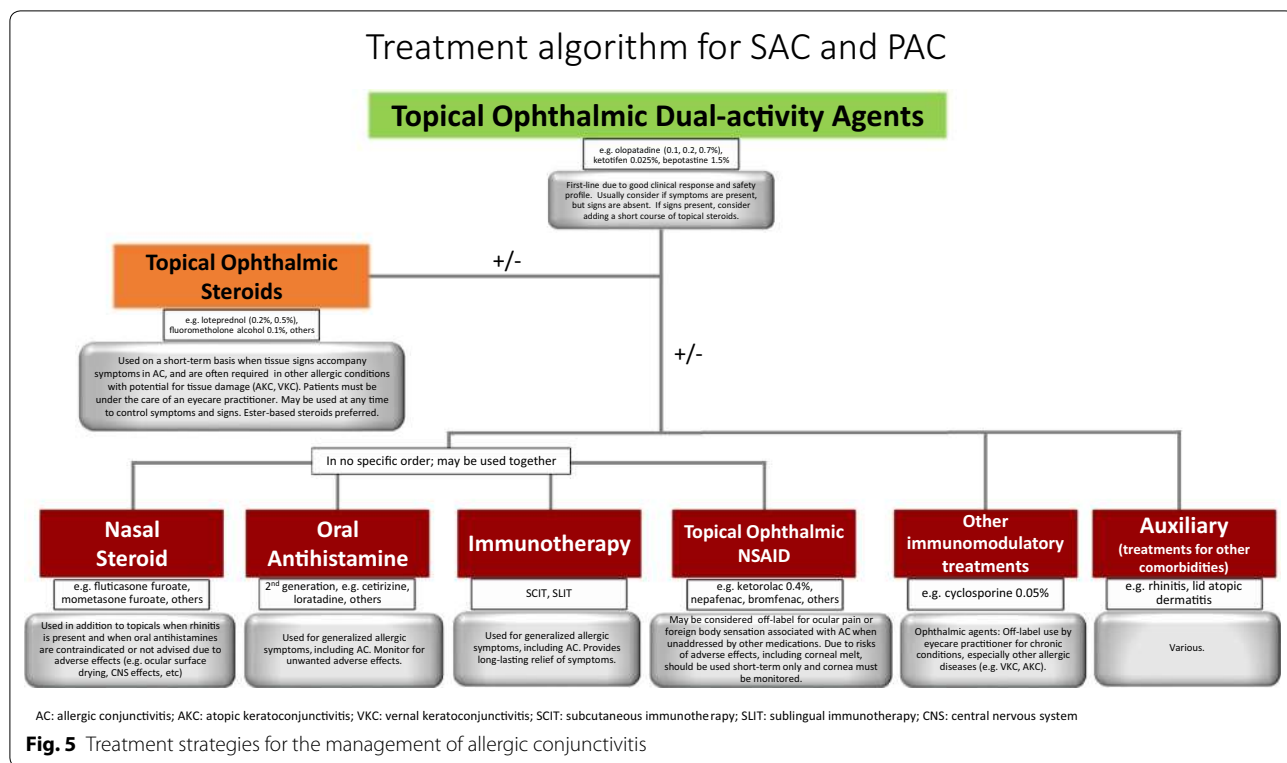 Treatment algorithm for SAC and PAC
Topical Ophthalmic Dual-activity Agents
e.g. olopatadine (0.1, 0.2, 0.7%),
ketotifen 0.025%, bepotastine 1.5%
First-line due to good clinical response and safety
profile. Usually consider if symptoms are present,
but signs are absent. If signs present, consider
adding a short course of topical steroids.
+/-
Topical Ophthalmic
Steroids
e.g. loteprednol (0.2%, 0.5%),
fluorometholone alcohol 0.1%, others
Used on a short-term basis when tissue signs accompany
symptoms in AC, and are often required in other allergic conditions
with potential for tissue damage (AKC, VKC). Patients must be
under the care of an eyecare practitioner. May be used at any time
to control symptoms and signs. Ester-based steroids preferred.
+/-
In no specific order; may be used together
Nasal
Steroid
e.g. fluticasone furoate,
mometasone furoate, others
Used in addition to topicals when rhinitis
is present and when oral antihistamines
are contraindicated or not advised due to
adverse effects (e.g. ocular surface
drying, CNS effects, etc)
Oral
Antihistamine
2nd generation, e.g. cetirizine,
loratadine, others
Used for generalized allergic
symptoms, including AC. Monitor for
unwanted adverse effects.
Immunotherapy
SCIT, SLIT
Used for generalized allergic
symptoms, including AC. Provides
long-lasting relief of symptoms.
Topical Ophthalmic
NSAID
e.g. ketorolac 0.4%,
nepafenac, bromfenac, others
May be considered off-label for ocular pain or
foreign body sensation associated with AC when
unaddressed by other medications. Due to risks
of adverse effects, including corneal melt,
should be used short-term only and cornea must
be monitored.
Other
immunomodulatory
treatments
e.g. cyclosporine 0.05%
Ophthalmic agents: Off-label use by
eyecare practitioner for chronic
conditions, especially other allergic
diseases (e.g. VKC, AKC).
Auxiliary
(treatments for other
comorbidities)
e.g. rhinitis, lid atopic
dermatitis
Various.
AC: allergic conjunctivitis; AKC: atopic keratoconjunctivitis; VKC: vernal keratoconjunctivitis; SCIT: subcutaneous immunotherapy; SLIT: sublingual immunotherapy; CNS: central nervous system
Fig. 5 Treatment strategies for the management of allergic conjunctivitis